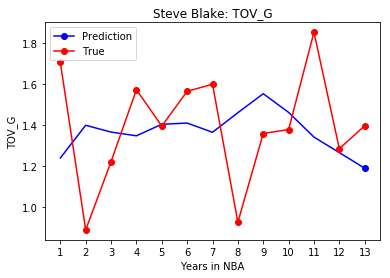 Steve Blake: TOV_G
Prediction
True
TOV_G
1.8
1.6
1.4
1.2
1.0
1 2 3 4 5 6 7 8 9 10 11 12 13
Years in NBA